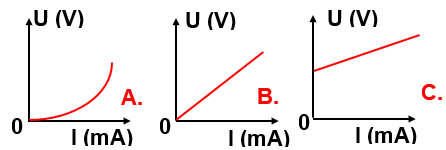 U (V)
A.
0
I (mA)
U (V)
B.
0
I (mA)
U (V)
C.
0
I (mA)